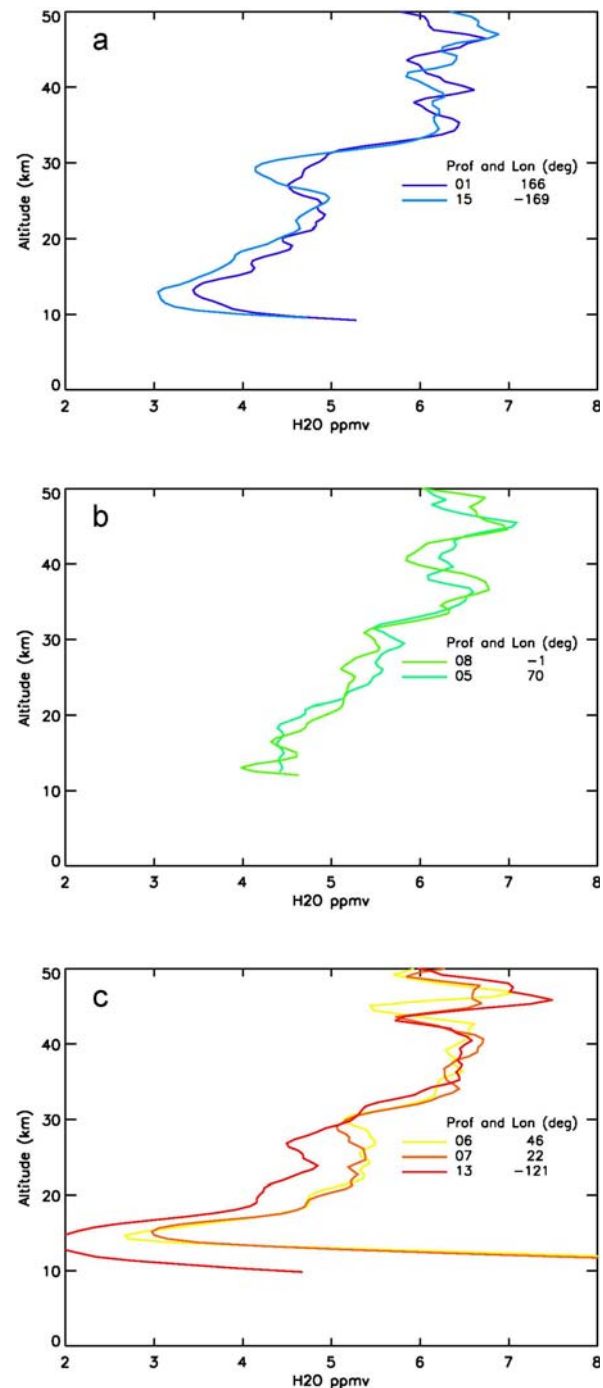 a
50
40
30
20
10
0
Altitude (km)
Prof and Lon (deg)
01 166
15 −169
2 3 4 5 6 7 8
H2O ppmv
b
50
40
30
20
10
0
Altitude (km)
Prof and Lon (deg)
08 −1
05 70
2 3 4 5 6 7 8
H2O ppmv
c
50
40
30
20
10
0
Altitude (km)
Prof and Lon (deg)
06 46
07 22
13 −121
2 3 4 5 6 7 8
H2O ppmv